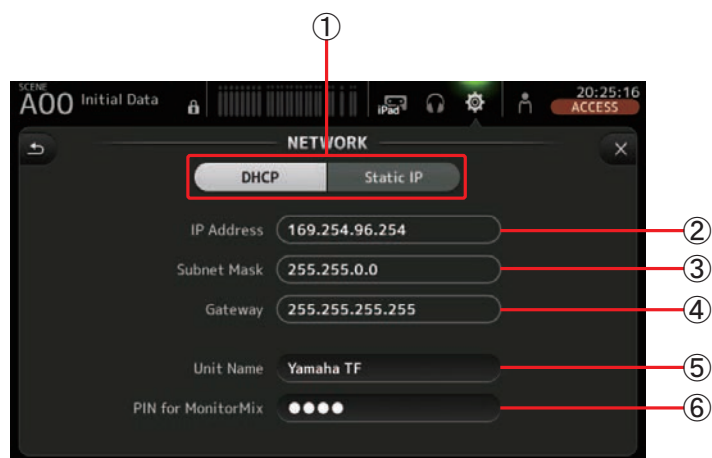 ①
SCENE
A00 Initial Data
iPad
20:25:16
ACCESS
NETWORK
DHCP Static IP
IP Address 169.254.96.254 ②
Subnet Mask 255.255.0.0 ③
Gateway 255.255.255.255 ④
Unit Name Yamaha TF ⑤
PIN for MonitorMix ●●●● ⑥